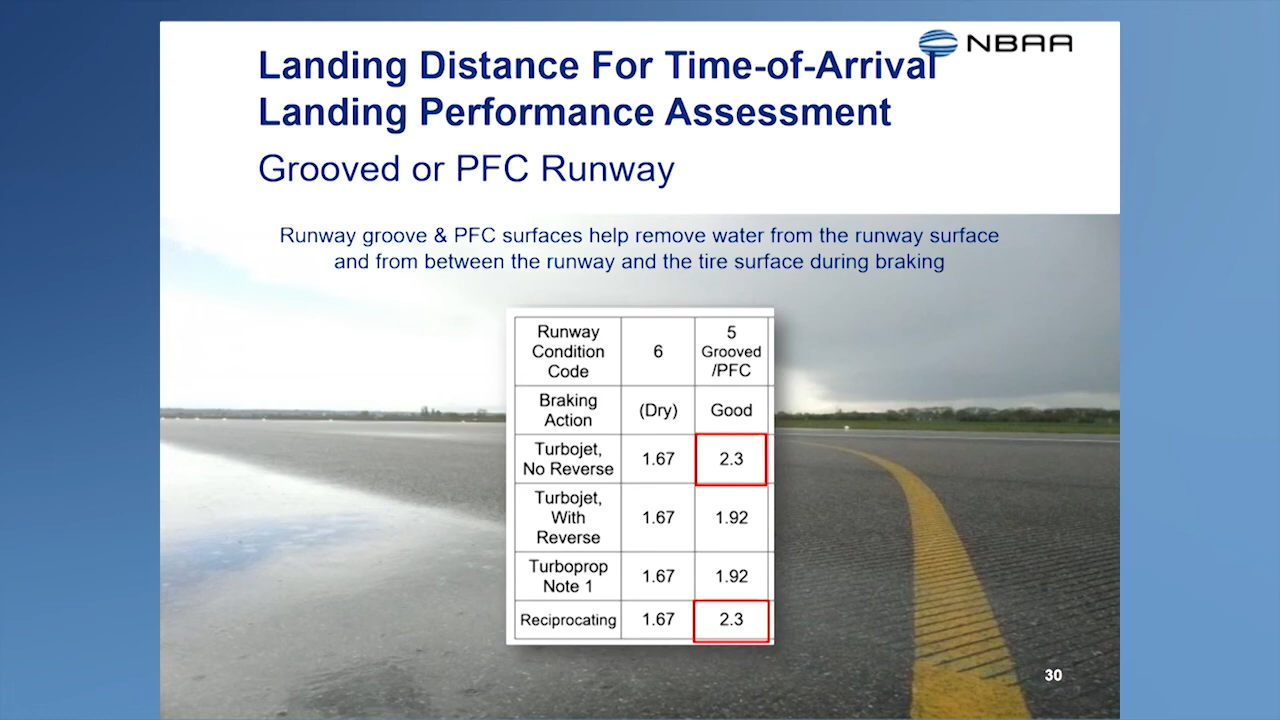 NBAA
Landing Distance For Time-of-Arrival
Landing Performance Assessment
Grooved or PFC Runway
Runway groove & PFC surfaces help remove water from the runway surface
and from between the runway and the tire surface during braking
Runway
Condition
Code
6
5
Grooved
/PFC
Braking
Action
(Dry)
Good
Turbojet,
No Reverse
1.67
2.3
Turbojet,
With
Reverse
1.67
1.92
Turboprop
Note 1
1.67
1.92
Reciprocating
1.67
2.3
30